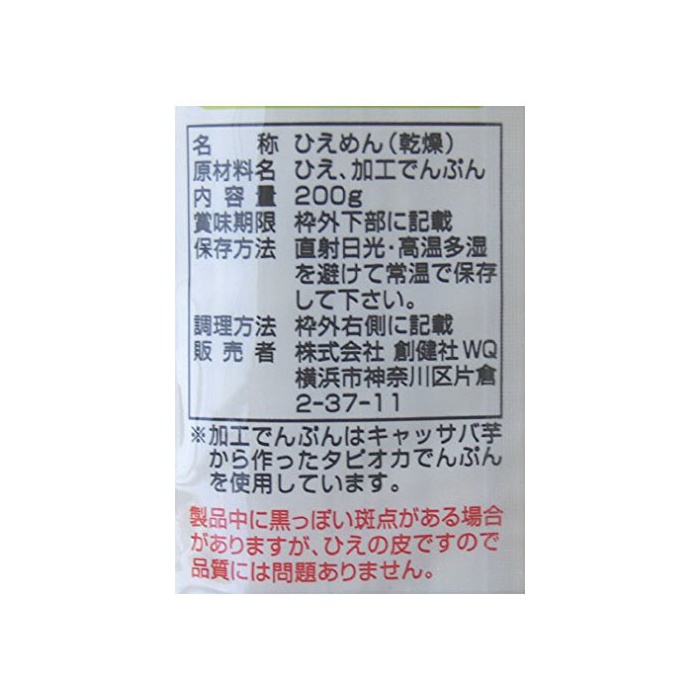 名称 ひえめん（乾燥）
原材料名 ひえ、加工でんぷん
内容量 200g
賞味期限 枠外下部に記載
保存方法 直射日光・高温多湿
を避けて常温で保存
して下さい。
調理方法 枠外右側に記載
販売者 株式会社 創健社WQ
横浜市神奈川区片倉
2-37-11
※加工でんぷんはキャッサバ芋
から作ったタピオカでんぷん
を使用しています。
製品中に黒っぽい斑点がある場合
がありますが、ひえの皮ですので
品質には問題ありません。